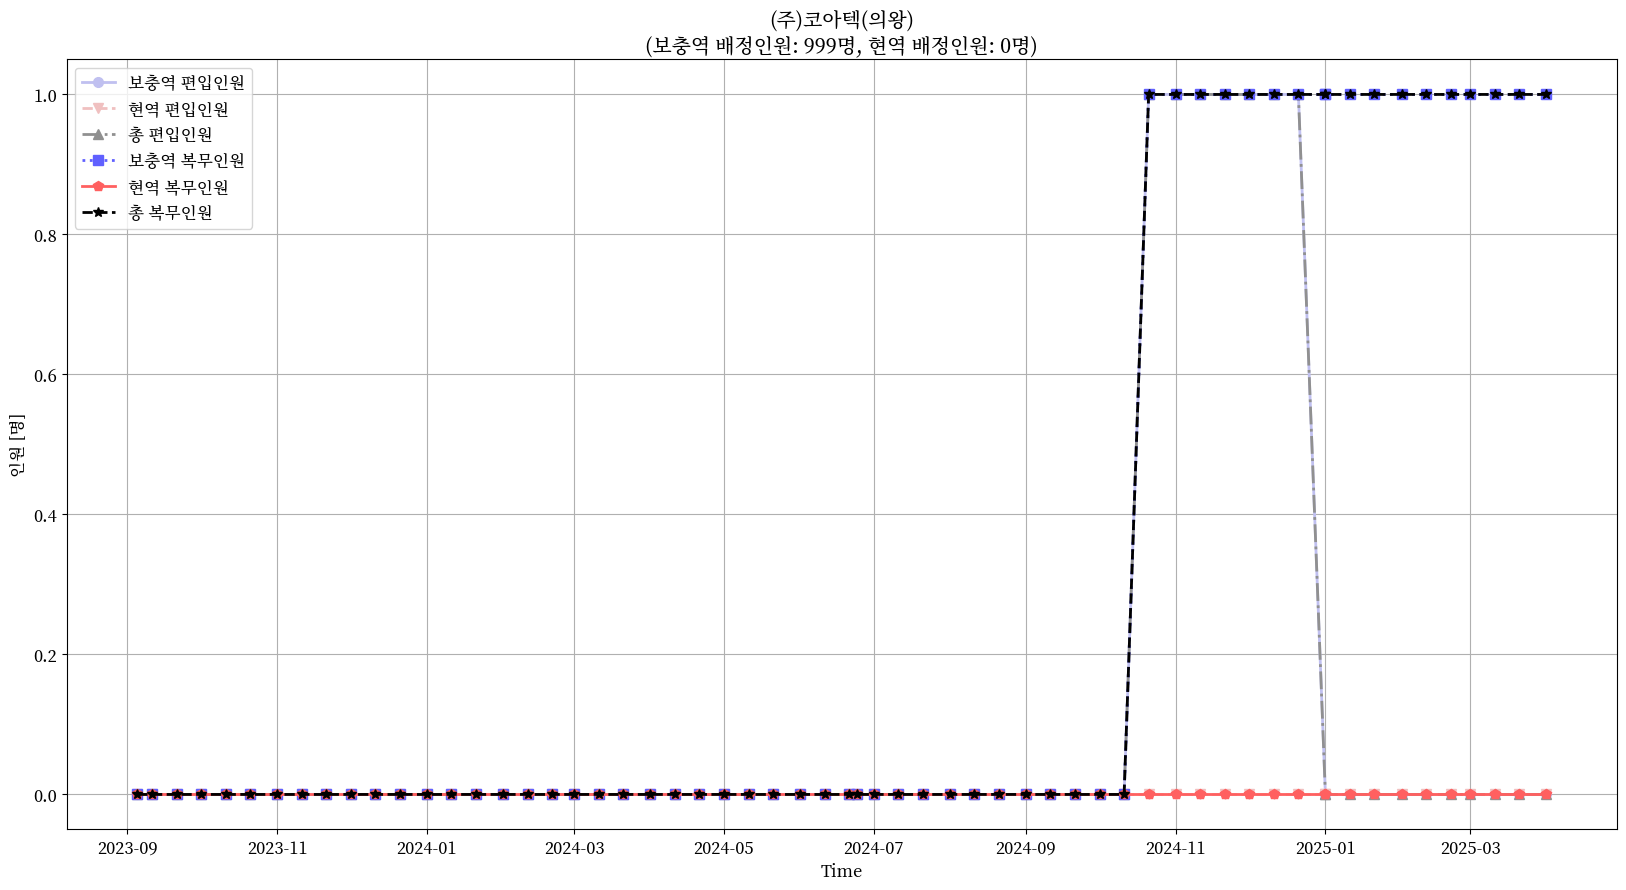 (주)코아텍(의왕)
(보충역 배정인원: 999명, 현역 배정인원: 0명)
보충역 편입인원
현역 편입인원
총 편입인원
보충역 복무인원
현역 복무인원
총 복무인원
1.0
0.8
0.6
0.4
0.2
0.0
인원 [명]
2023-09
2023-11
2024-01
2024-03
2024-05
2024-07
2024-09
2024-11
2025-01
2025-03
Time